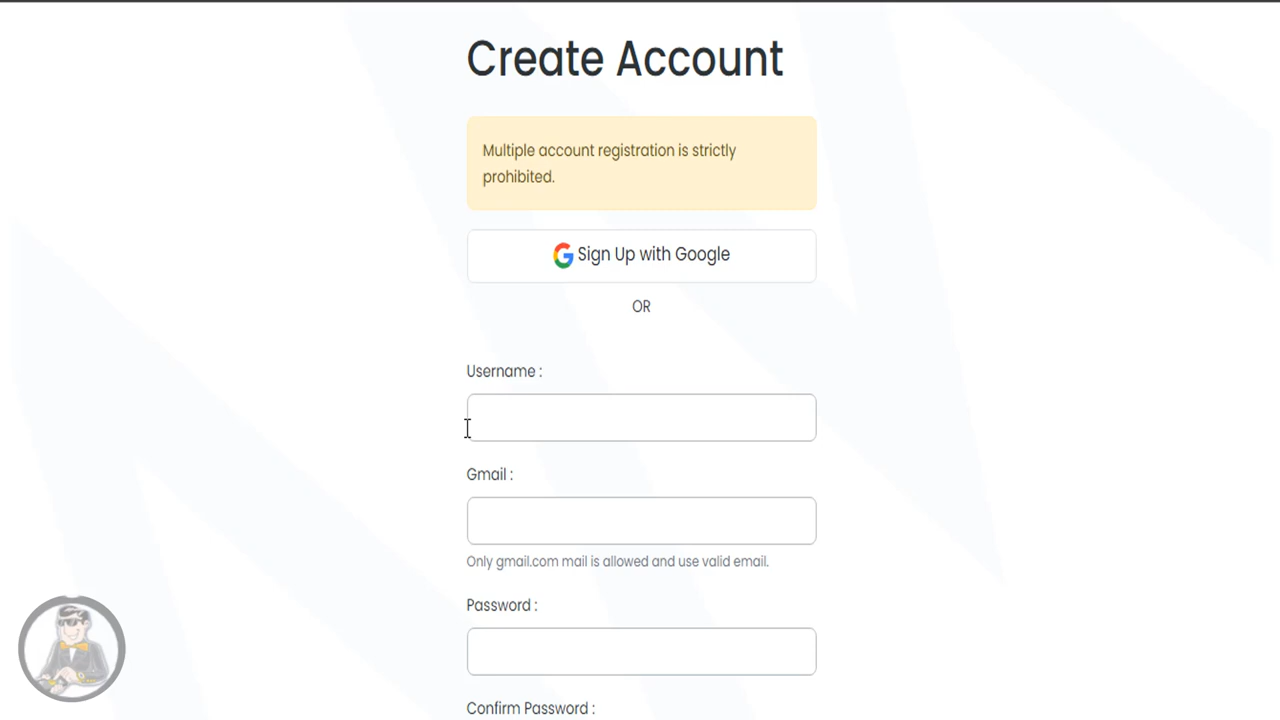 Create Account
Multiple account registration is strictly
prohibited.
Sign Up with Google
OR
Username :
Gmail :
Only gmail.com mail is allowed and use valid email.
Password :
Confirm Password :